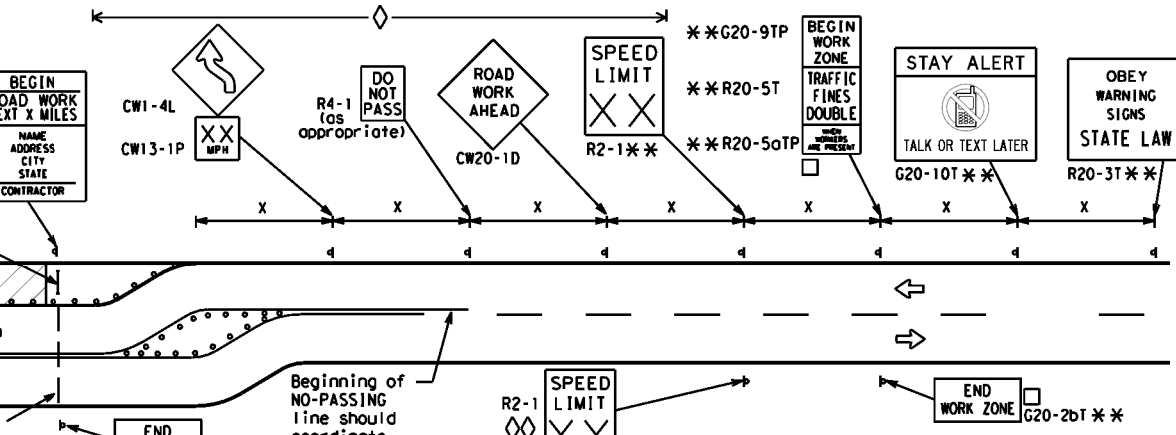 BEGIN
ROAD WORK
NEXT X MILES
NAME
ADDRESS
CITY
STATE
CONTRACTOR
CW1-4L
XX
MPH
CW13-1P
DO
NOT
PASS
R4-1
(as
appropriate)
ROAD
WORK
AHEAD
CW20-1D
SPEED
LIMIT
X X
R2-1**
**G20-9TP
**R20-5T
**R20-5aTP
BEGIN
WORK
ZONE
TRAFFIC
FINES
DOUBLE
WHEN
WORKERS
ARE PRESENT
STAY ALERT
TALK OR TEXT LATER
G20-10T **
OBEY
WARNING
SIGNS
STATE LAW
R20-3T **
X X X X X X X
Beginning of
NO-PASSING
line should
coordinate
R2-1
SPEED
LIMIT
X X
END
WORK ZONE
G20-2bT **
END